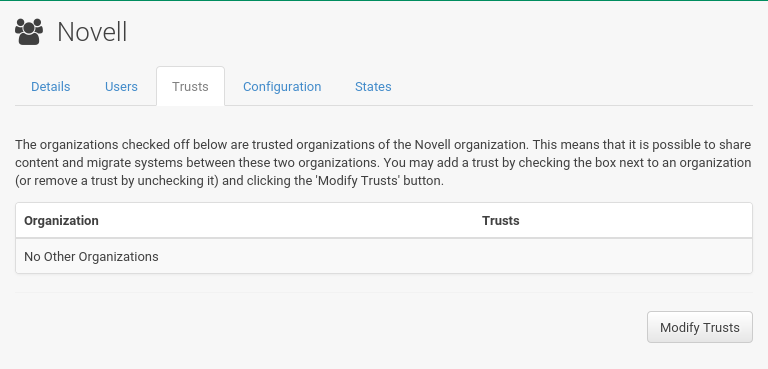 Novell
Details Users Trusts Configuration States
The organizations checked off below are trusted organizations of the Novell organization. This means that it is possible to share
content and migrate systems between these two organizations. You may add a trust by checking the box next to an organization
(or remove a trust by unchecking it) and clicking the 'Modify Trusts' button.
Organization Trusts
No Other Organizations
Modify Trusts